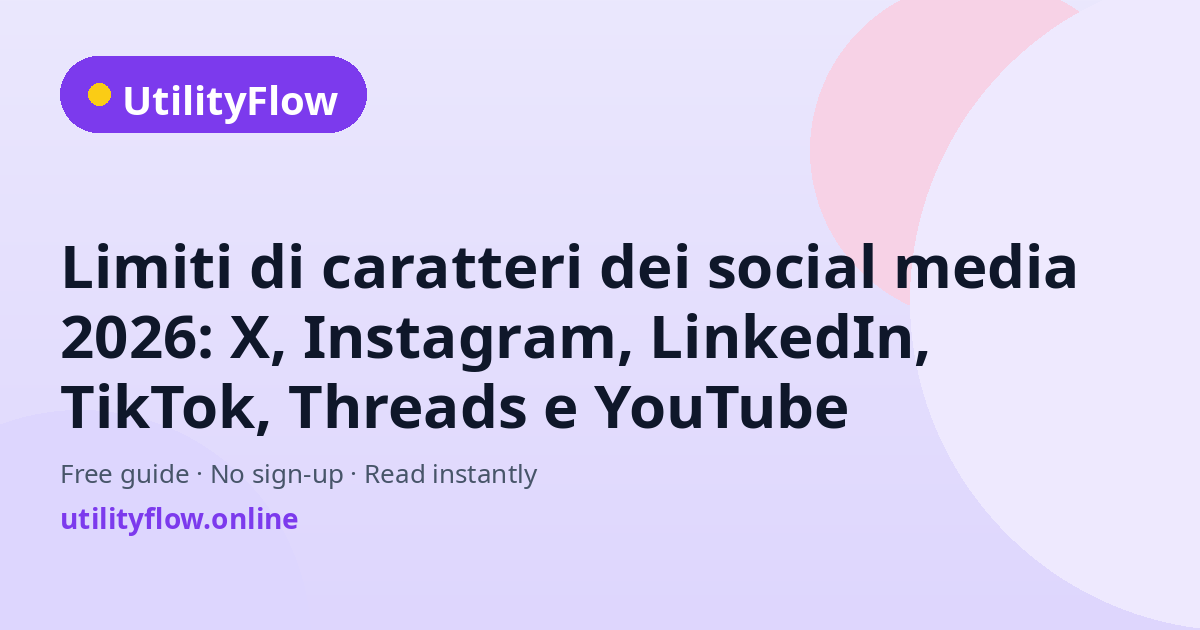 UtilityFlow
Limiti di caratteri dei social media
2026: X, Instagram, LinkedIn,
TikTok, Threads e YouTube
Free guide · No sign-up · Read instantly
utilityflow.online